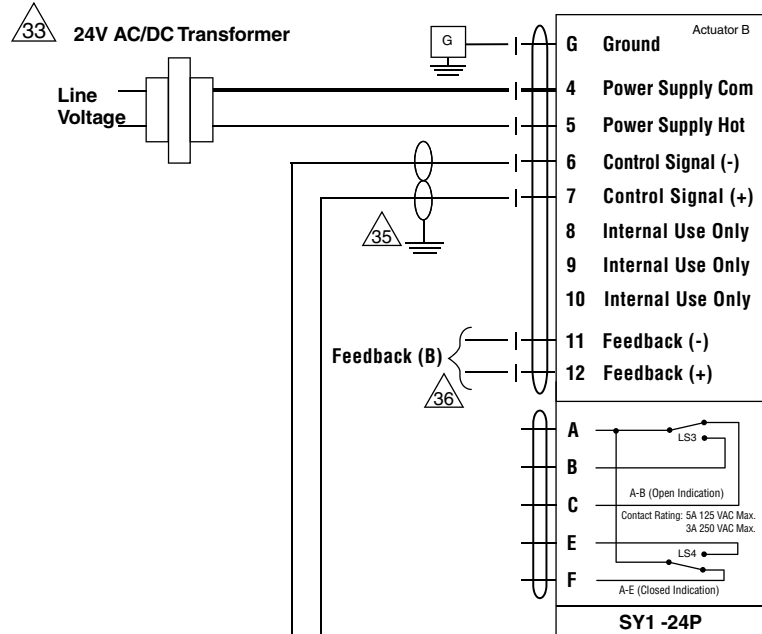 33 24V AC/DC Transformer
Line
Voltage
G
Actuator B
G Ground
4 Power Supply Com
5 Power Supply Hot
6 Control Signal (-)
7 Control Signal (+)
35
8 Internal Use Only
9 Internal Use Only
10 Internal Use Only
11 Feedback (-)
Feedback (B)
12 Feedback (+)
36
A
LS3
B
A-B (Open Indication)
C
Contact Rating: 5A 125 VAC Max.
3A 250 VAC Max.
E
LS4
F
A-E (Closed Indication)
SY1 -24P